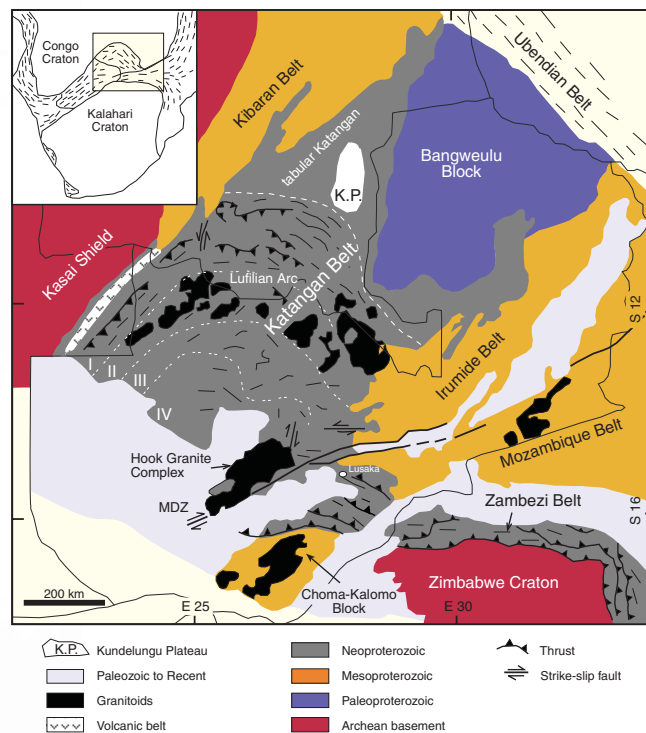 Congo
Craton
Kalahari
Craton
Kibaran Belt
Ubendian Belt
tabular Katangan
K.P.
Bangweulu
Block
Kasai Shield
Lufilian Arc
Katangan Belt
S 12
I
II
III
IV
Irumide Belt
Hook Granite
Complex
Lusaka
Mozambique Belt
MDZ
Zambezi Belt
S 16
Zimbabwe Craton
Choma-Kalomo
Block
200 km
E 25
E 30
K.P. Kundelungu Plateau
Paleozoic to Recent
Granitoids
Volcanic belt
Neoproterozoic
Mesoproterozoic
Paleoproterozoic
Archean basement
Thrust
Strike-slip fault